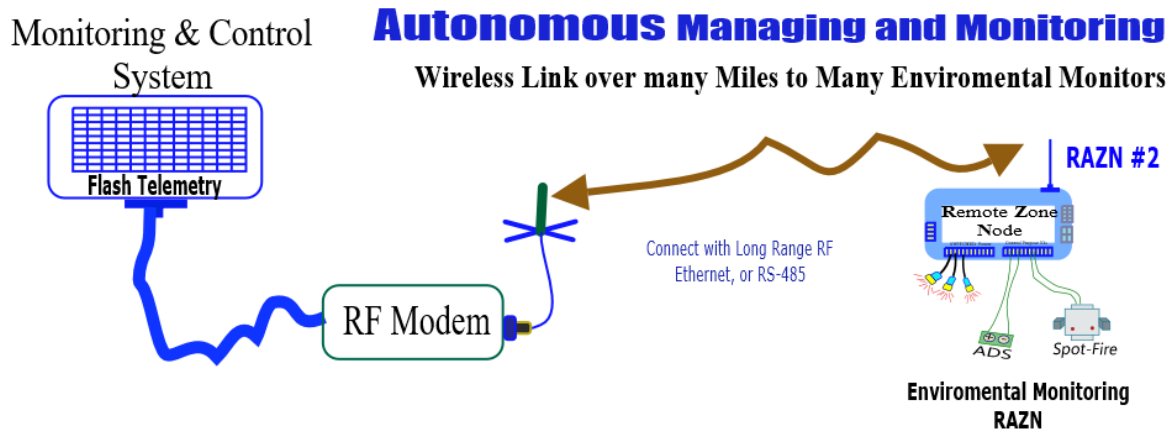 Monitoring & Control
System
Autonomous Managing and Monitoring
Wireless Link over many Miles to Many Enviromental Monitors
Flash Telemetry
RF Modem
Connect with Long Range RF
Ethernet, or RS-485
RAZN #2
Remote Zone
Node
ADS
Spot-Fire
Enviromental Monitoring
RAZN